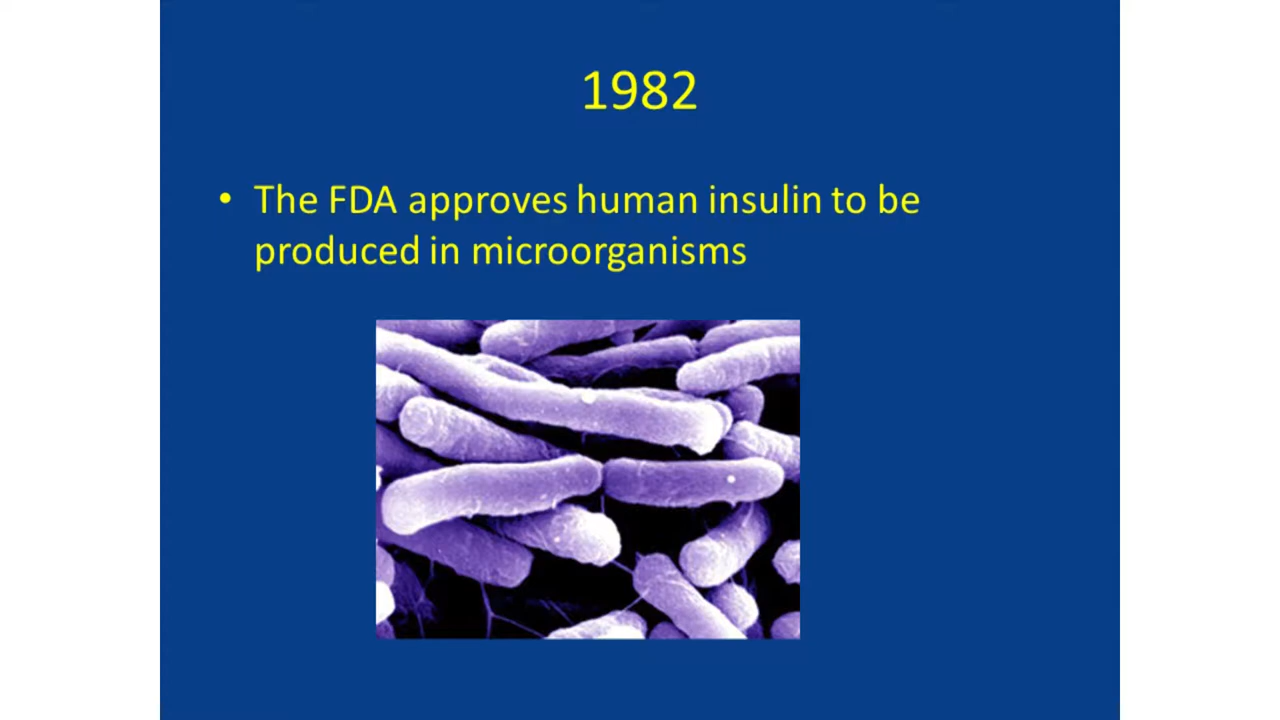 1982
• The FDA approves human insulin to be
produced in microorganisms